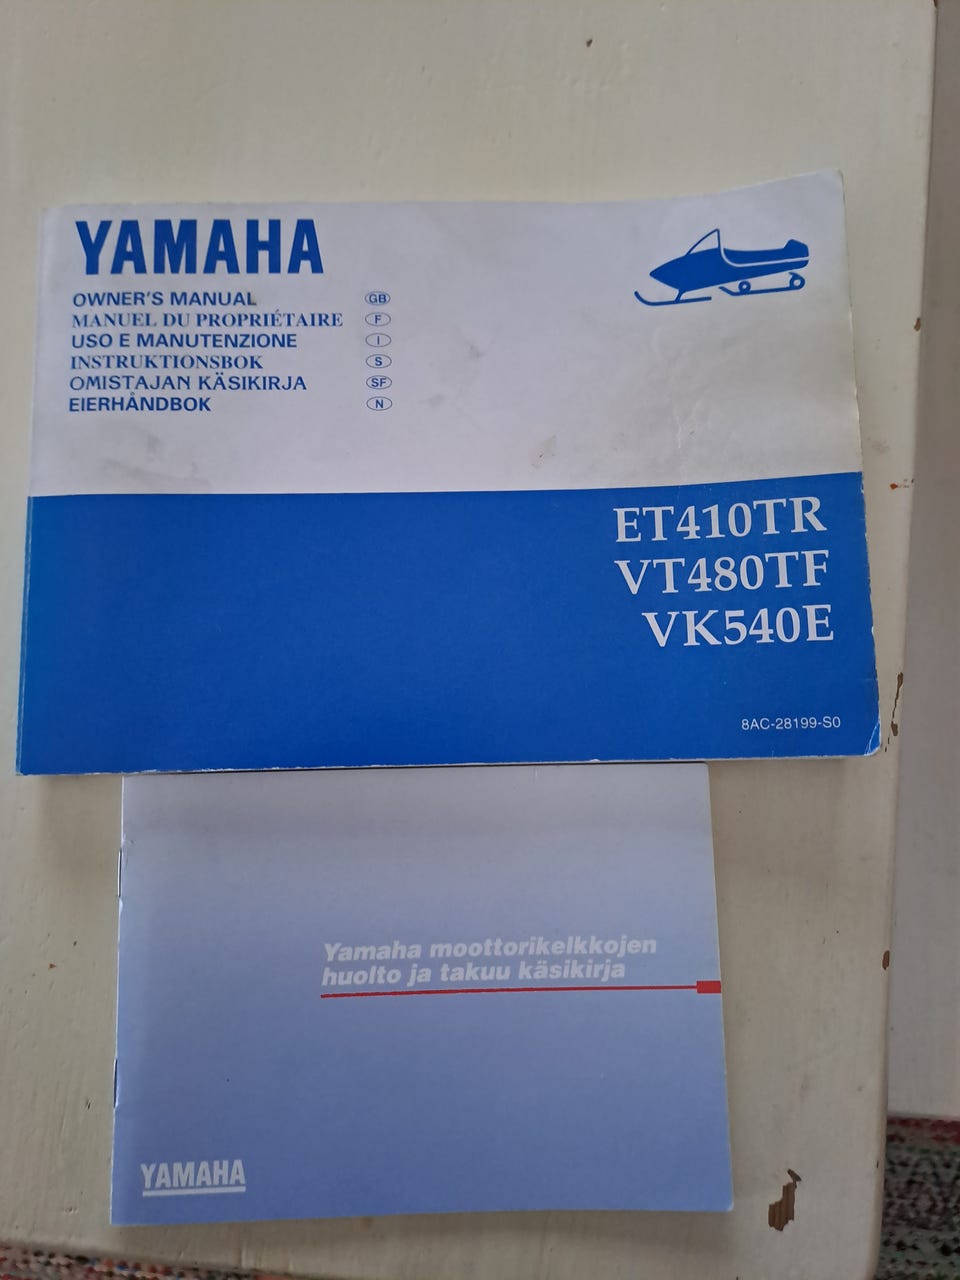 YAMAHA
OWNER'S MANUAL GB
MANUEL DU PROPRIÉTAIRE F
USO E MANUTENZIONE I
INSTRUKTIONSBOK S
OMISTAJAN KÄSIKIRJA SF
EIERHÅNDBOK N
ET410TR
VT480TF
VK540E
8AC-28199-S0
Yamaha moottorikelkkojen
huolto ja takuu käsikirja
YAMAHA